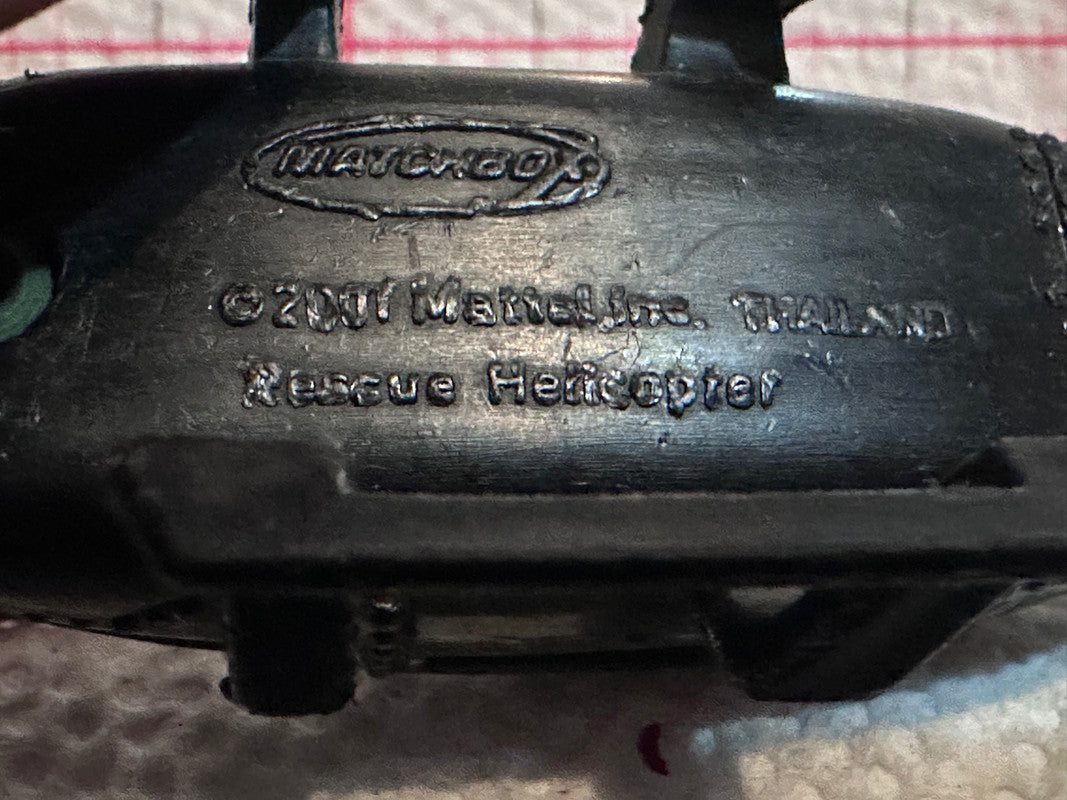 MATCHBOX
©2001 Mattel,Inc. THAILAND
Rescue Helicopter